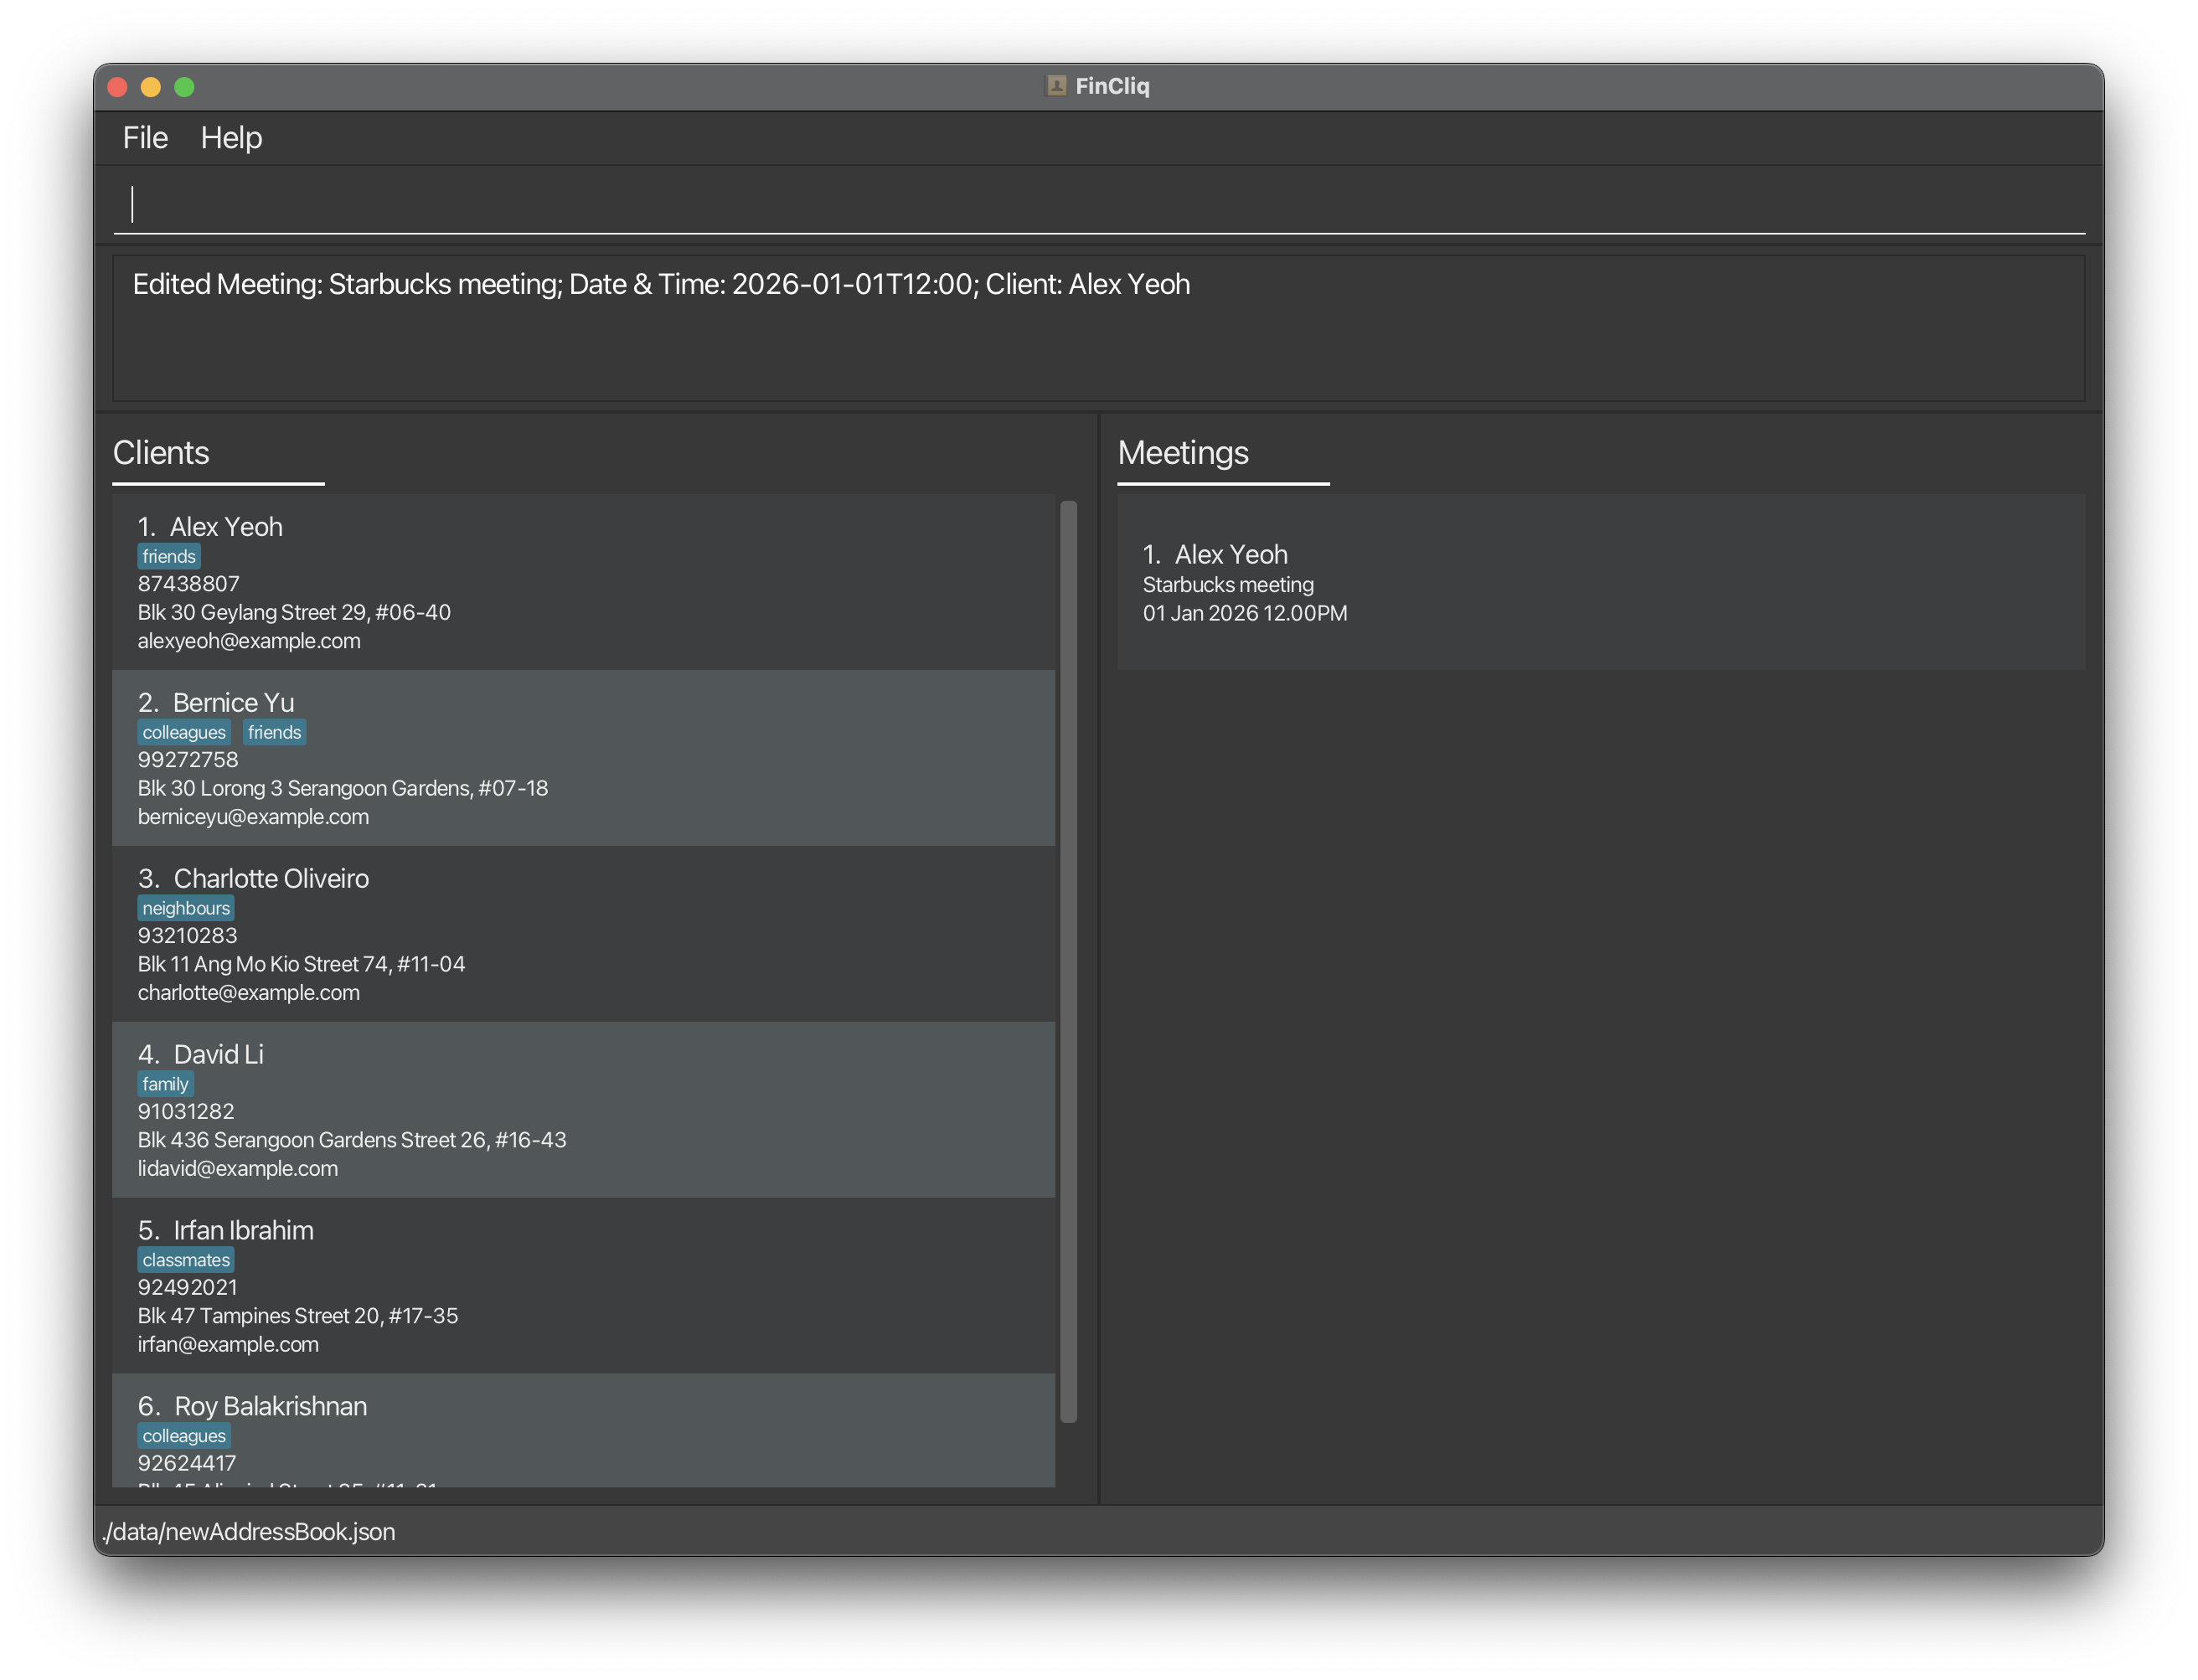 FinCliq
File Help
Edited Meeting: Starbucks meeting; Date & Time: 2026-01-01T12:00; Client: Alex Yeoh
Clients
1. Alex Yeoh
friends
87438807
Blk 30 Geylang Street 29, #06-40
alexyeoh@example.com
2. Bernice Yu
colleagues friends
99272758
Blk 30 Lorong 3 Serangoon Gardens, #07-18
berniceyu@example.com
3. Charlotte Oliveiro
neighbours
93210283
Blk 11 Ang Mo Kio Street 74, #11-04
charlotte@example.com
4. David Li
family
91031282
Blk 436 Serangoon Gardens Street 26, #16-43
lidavid@example.com
5. Irfan Ibrahim
classmates
92492021
Blk 47 Tampines Street 20, #17-35
irfan@example.com
6. Roy Balakrishnan
colleagues
92624417
Meetings
1. Alex Yeoh
Starbucks meeting
01 Jan 2026 12.00PM
./data/newAddressBook.json